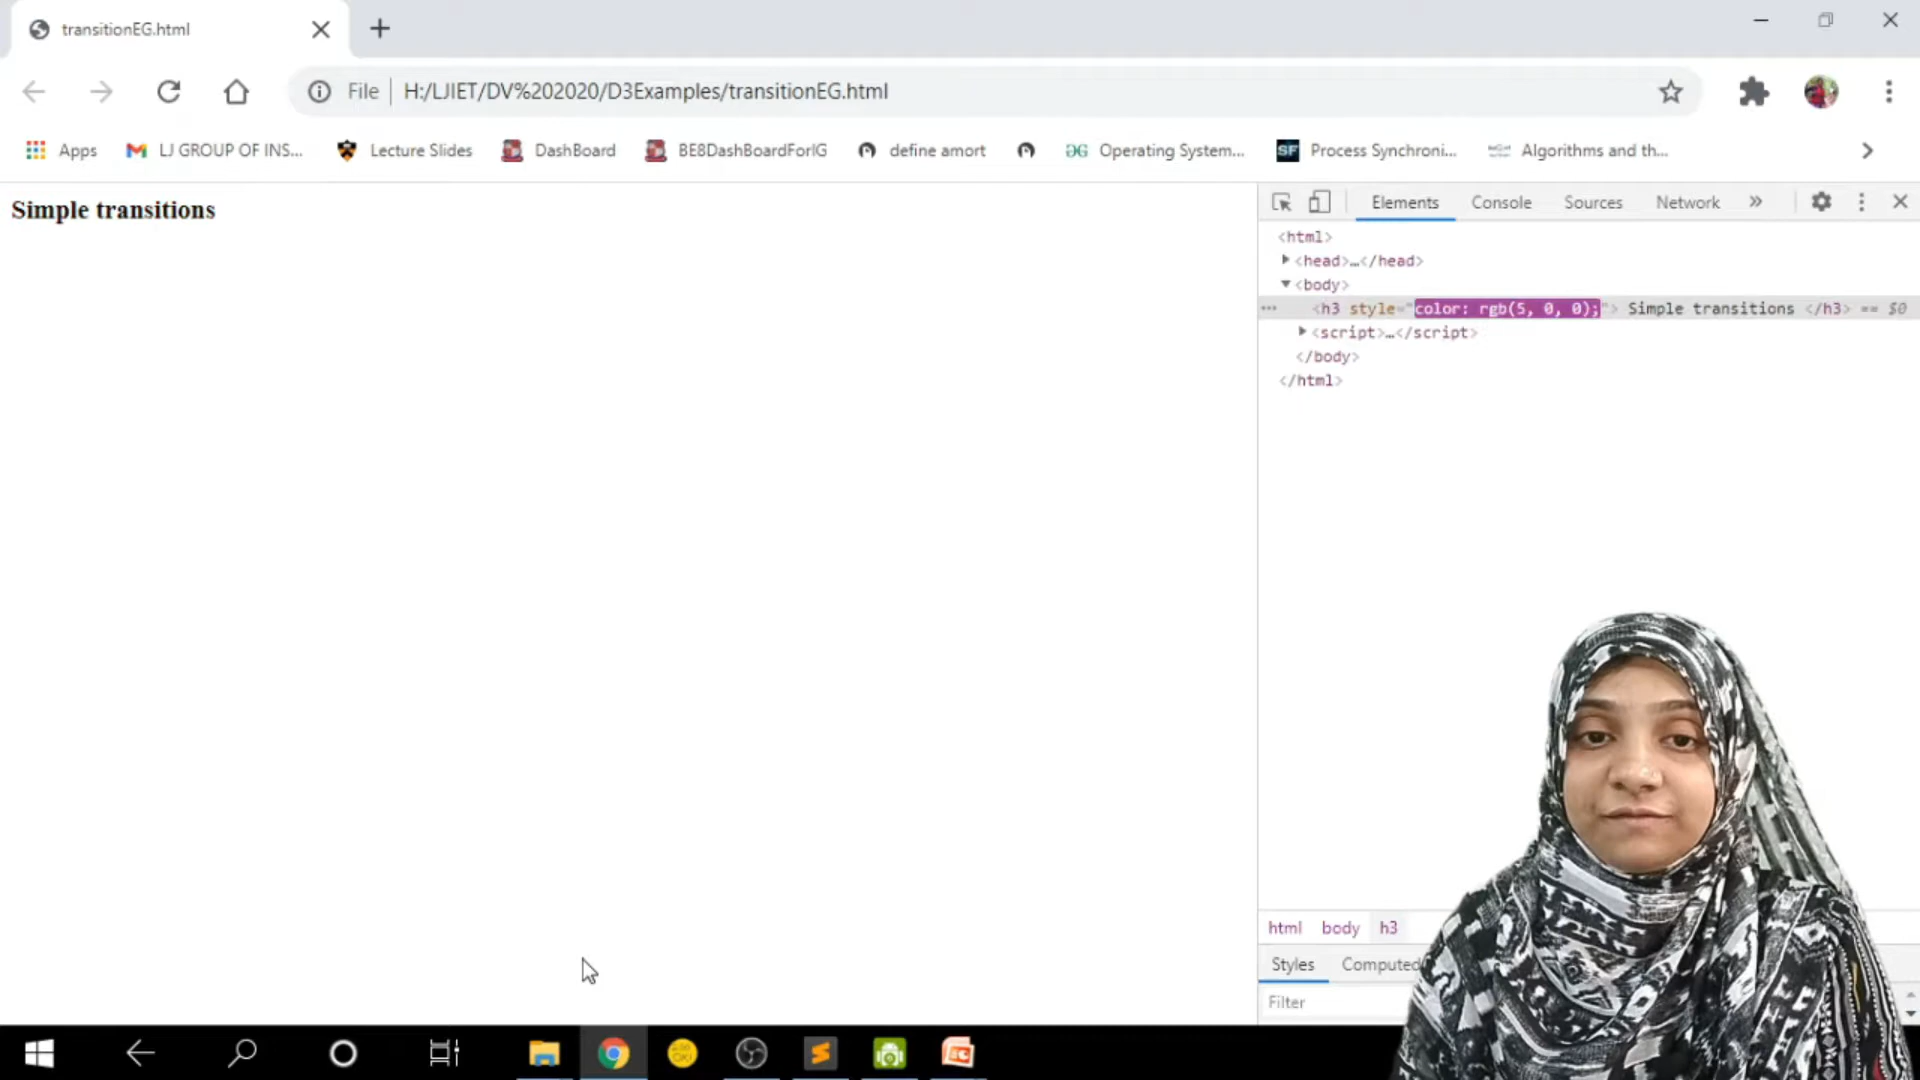 transitionEG.html
File H:/LJIET/DV%202020/D3Examples/transitionEG.html
Apps LJ GROUP OF INS... Lecture Slides DashBoard BE8DashBoardForIG define amort Operating System... SF Process Synchroni... Algorithms and th...
Simple transitions
Elements Console Sources Network »
<html>
<head>…</head>
<body>
<h3 style="color: rgb(5, 0, 0);"> Simple transitions </h3> == $0
<script>…</script>
</body>
</html>
html body h3
Styles Computed
Filter